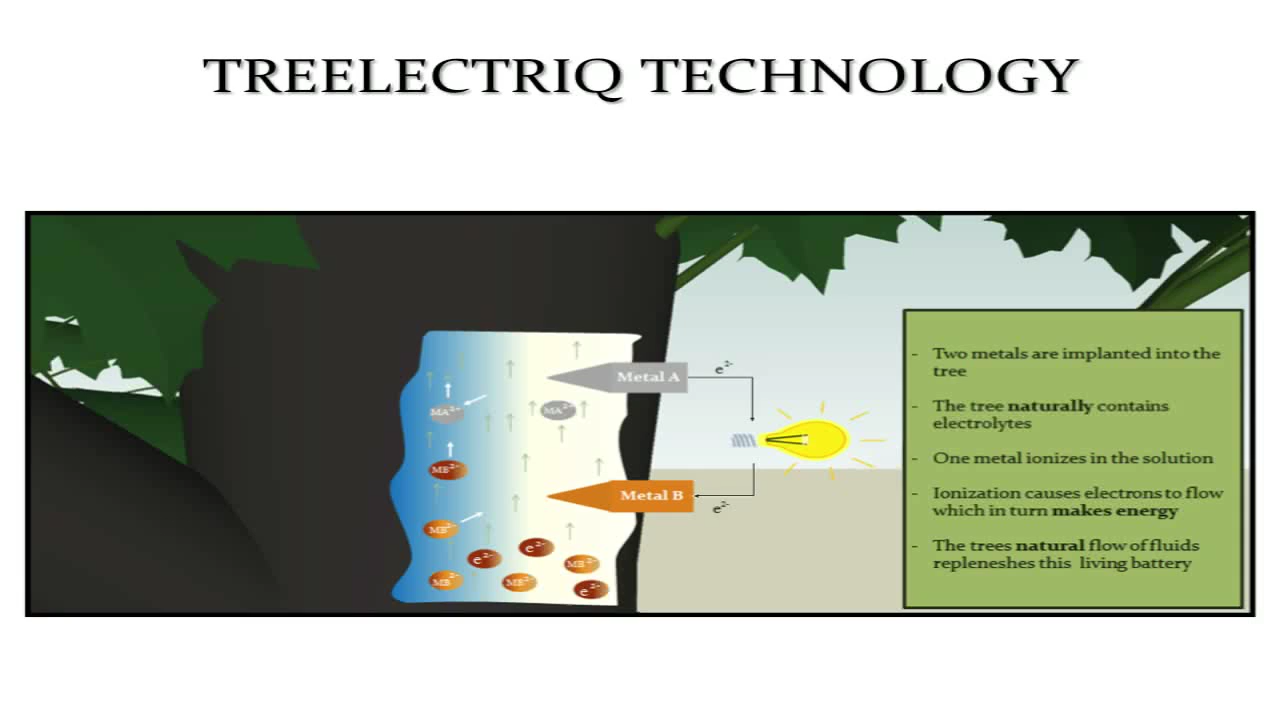 TREELECTRIQ TECHNOLOGY
Metal A
e²⁻
MA²⁻
MA²⁻
MB²⁻
Metal B
e²⁻
MB²⁻
e²⁻
e²⁻
MB²⁻
MB²⁻
MB²⁻
e²⁻
- Two metals are implanted into the
tree
- The tree naturally contains
electrolytes
- One metal ionizes in the solution
- Ionization causes electrons to flow
which in turn makes energy
- The trees natural flow of fluids
repleneshes this living battery